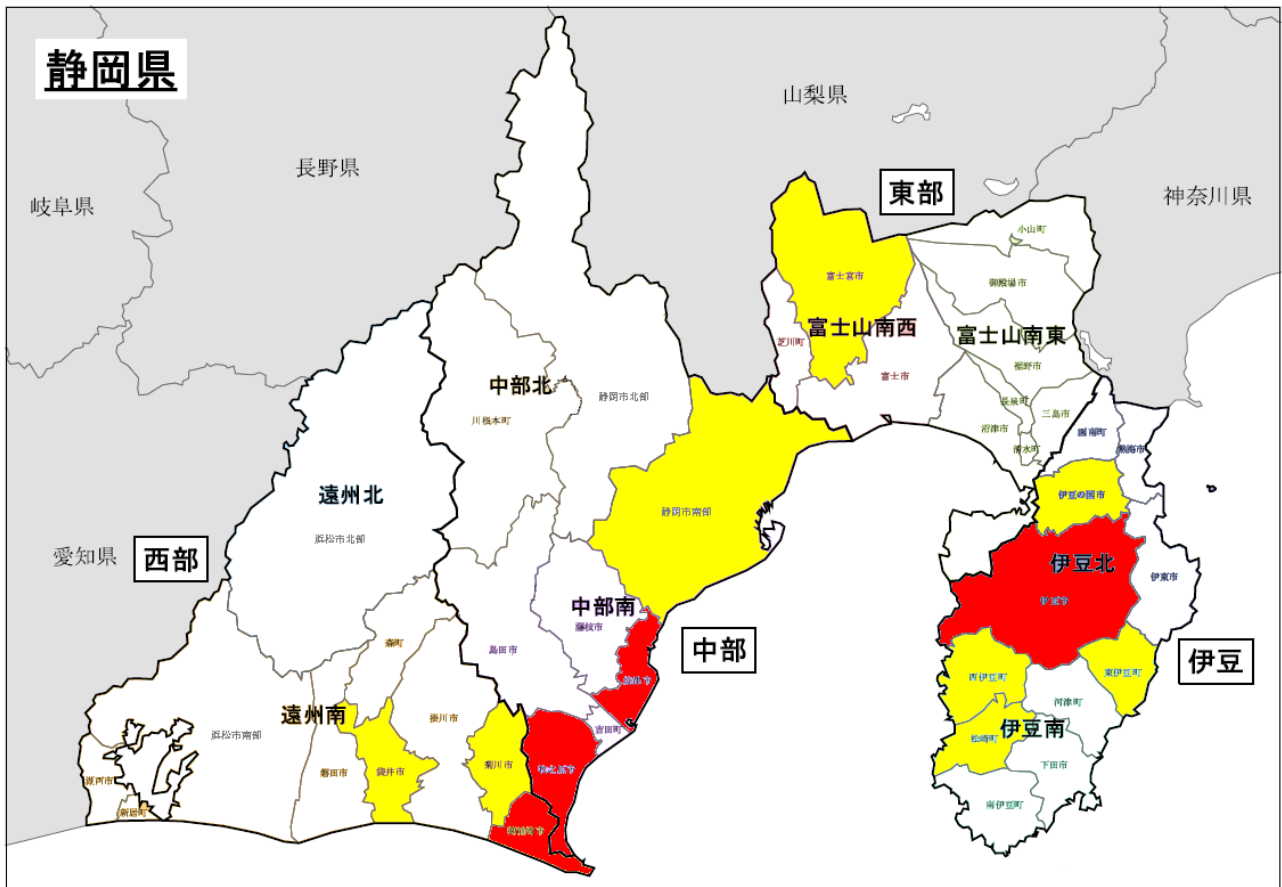 静岡県
山梨県
長野県
東部
神奈川県
岐阜県
小山町
富士宮市
御殿場市
富士山南西
富士山南東
芝川町
裾野市
富士市
中部北
静岡市北部
長泉町
三島市
川根本町
沼津市
函南町
清水町
熱海市
遠州北
伊豆の国市
静岡市南部
浜松市北部
愛知県
西部
伊豆北
伊東市
伊豆市
中部南
藤枝市
森町
島田市
中部
伊豆
焼津市
西伊豆町
東伊豆町
河津町
遠州南
掛川市
吉田町
伊豆南
浜松市南部
松崎町
菊川市
牧之原市
下田市
湖西市
磐田市
袋井市
南伊豆町
新居町
御前崎市